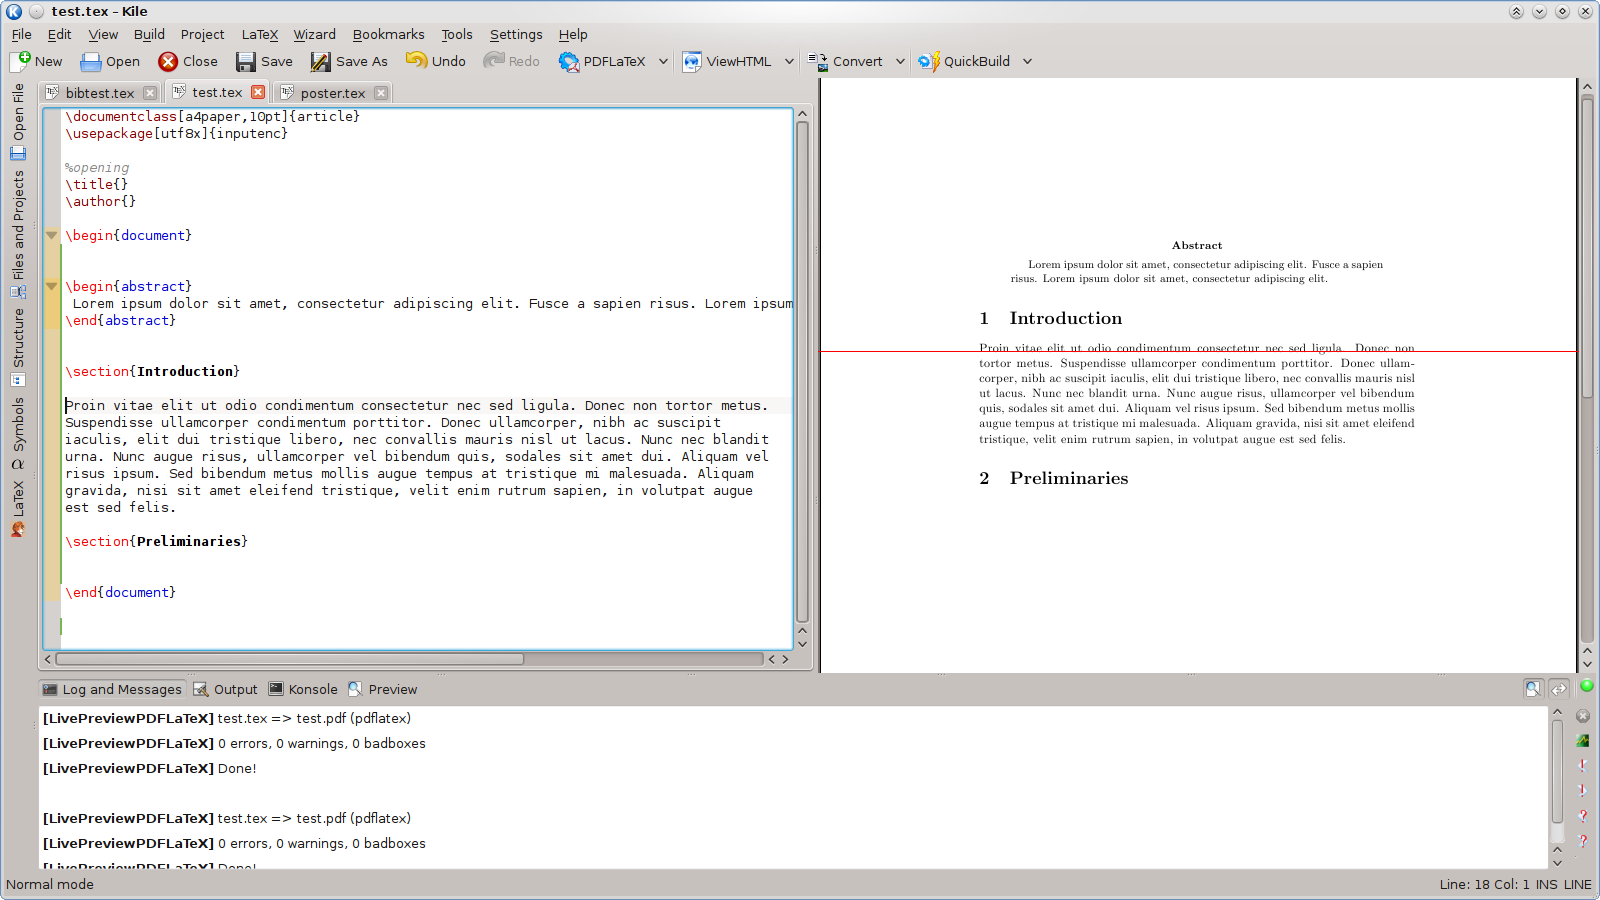 test.tex – Kile
File Edit View Build Project LaTeX Wizard Bookmarks Tools Settings Help
New Open Close Save Save As Undo Redo PDFLaTeX ViewHTML Convert QuickBuild
Open File
Files and Projects
Structure
Symbols
LaTeX
bibtest.tex test.tex poster.tex
\documentclass[a4paper,10pt]{article}
\usepackage[utf8x]{inputenc}
%opening
\title{}
\author{}
\begin{document}
\begin{abstract}
Lorem ipsum dolor sit amet, consectetur adipiscing elit. Fusce a sapien risus. Lorem ipsum
\end{abstract}
\section{Introduction}
Proin vitae elit ut odio condimentum consectetur nec sed ligula. Donec non tortor metus.
Suspendisse ullamcorper condimentum porttitor. Donec ullamcorper, nibh ac suscipit
iaculis, elit dui tristique libero, nec convallis mauris nisl ut lacus. Nunc nec blandit
urna. Nunc augue risus, ullamcorper vel bibendum quis, sodales sit amet dui. Aliquam vel
risus ipsum. Sed bibendum metus mollis augue tempus at tristique mi malesuada. Aliquam
gravida, nisi sit amet eleifend tristique, velit enim rutrum sapien, in volutpat augue
est sed felis.
\section{Preliminaries}
\end{document}
Abstract
Lorem ipsum dolor sit amet, consectetur adipiscing elit. Fusce a sapien
risus. Lorem ipsum dolor sit amet, consectetur adipiscing elit.
1 Introduction
Proin vitae elit ut odio condimentum consectetur nec sed ligula. Donec non
tortor metus. Suspendisse ullamcorper condimentum porttitor. Donec ullam-
corper, nibh ac suscipit iaculis, elit dui tristique libero, nec convallis mauris nisl
ut lacus. Nunc nec blandit urna. Nunc augue risus, ullamcorper vel bibendum
quis, sodales sit amet dui. Aliquam vel risus ipsum. Sed bibendum metus mollis
augue tempus at tristique mi malesuada. Aliquam gravida, nisi sit amet eleifend
tristique, velit enim rutrum sapien, in volutpat augue est sed felis.
2 Preliminaries
Log and Messages Output Konsole Preview
[LivePreviewPDFLaTeX] test.tex => test.pdf (pdflatex)
[LivePreviewPDFLaTeX] 0 errors, 0 warnings, 0 badboxes
[LivePreviewPDFLaTeX] Done!
[LivePreviewPDFLaTeX] test.tex => test.pdf (pdflatex)
[LivePreviewPDFLaTeX] 0 errors, 0 warnings, 0 badboxes
[LivePreviewPDFLaTeX] Done!
Normal mode
Line: 18 Col: 1 INS LINE